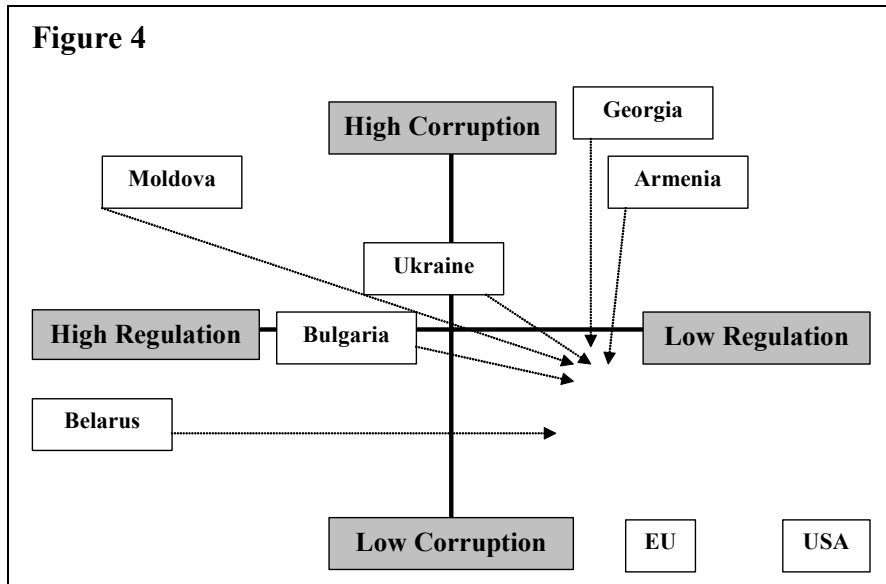 Figure 4
Georgia
High Corruption
Moldova
Armenia
Ukraine
High Regulation
Bulgaria
Low Regulation
Belarus
Low Corruption
EU
USA